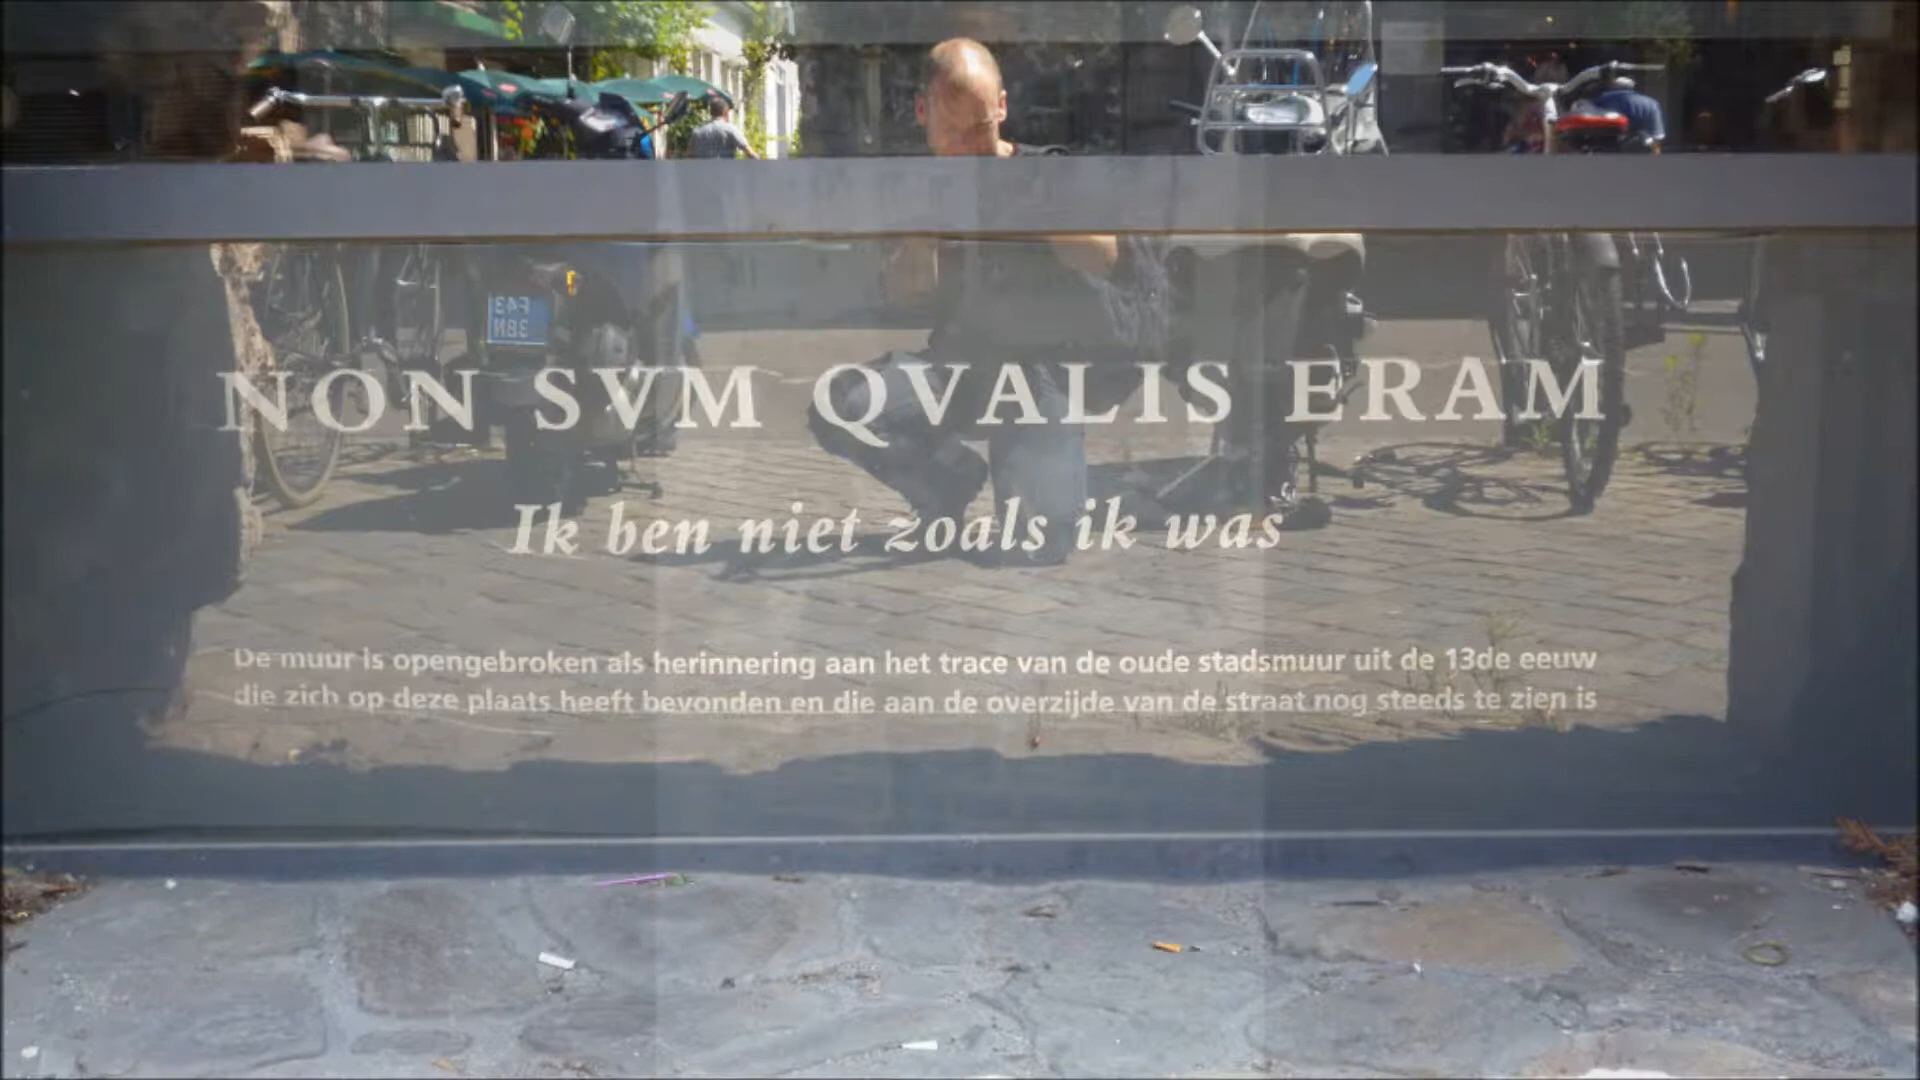 NON SVM QVALIS ERAM
Ik ben niet zoals ik was
De muur is opengebroken als herinnering aan het trace van de oude stadsmuur uit de 13de eeuw
die zich op deze plaats heeft bevonden en die aan de overzijde van de straat nog steeds te zien is